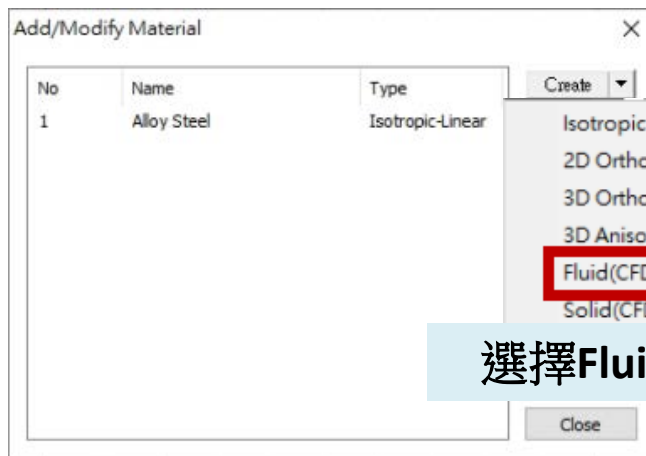 Add/Modify Material
No Name Type Create
1 Alloy Steel Isotropic-Linear
Isotropic
2D Ortho
3D Ortho
3D Aniso
Fluid(CFD
Solid(CFD
選擇Flui
Close